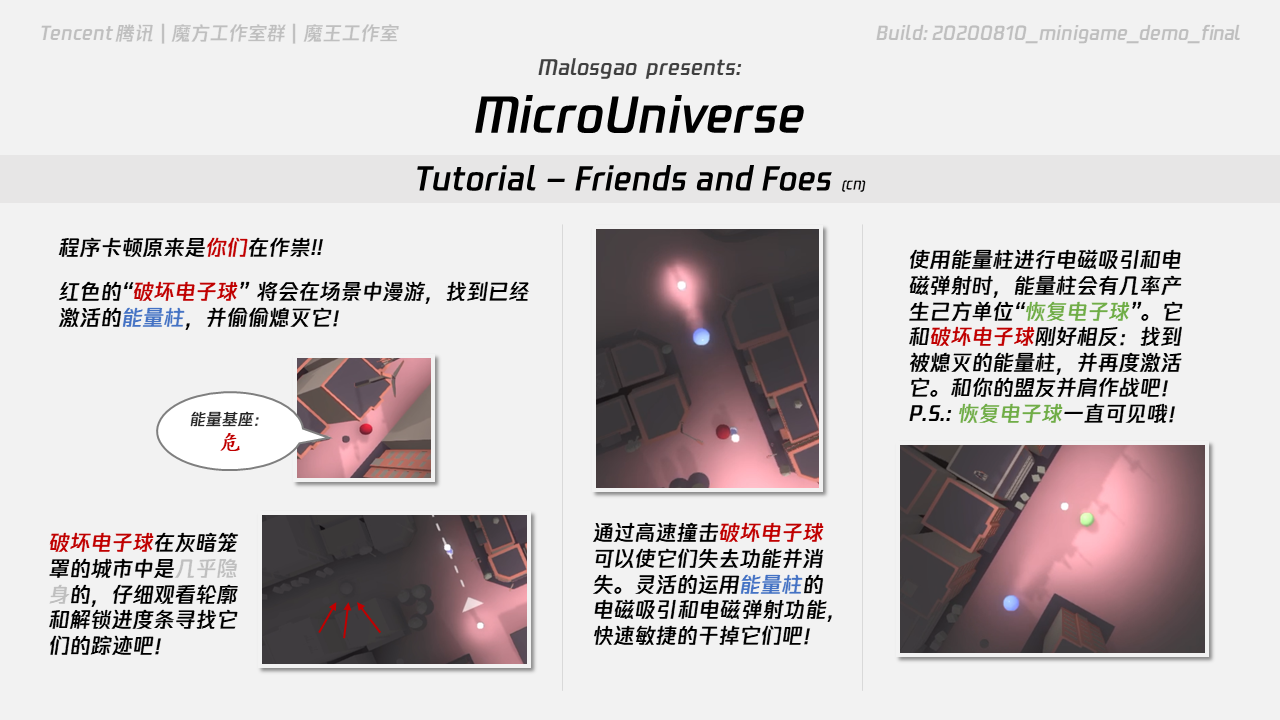 Tencent腾讯 | 魔方工作室群 | 魔王工作室
Build: 20200810_minigame_demo_final
Malosgao presents:
MicroUniverse
Tutorial – Friends and Foes (CN)
程序卡顿原来是你们在作祟!!
红色的“破坏电子球” 将会在场景中漫游，找到已经
激活的能量柱，并偷偷熄灭它!
能量基座:
危
破坏电子球在灰暗笼
罩的城市中是几乎隐
身的，仔细观看轮廓
和解锁进度条寻找它
们的踪迹吧!
通过高速撞击破坏电子球
可以使它们失去功能并消
失。灵活的运用能量柱的
电磁吸引和电磁弹射功能，
快速敏捷的干掉它们吧!
使用能量柱进行电磁吸引和电
磁弹射时，能量柱会有几率产
生己方单位“恢复电子球”。它
和破坏电子球刚好相反：找到
被熄灭的能量柱，并再度激活
它。和你的盟友并肩作战吧!
P.S.: 恢复电子球一直可见哦!